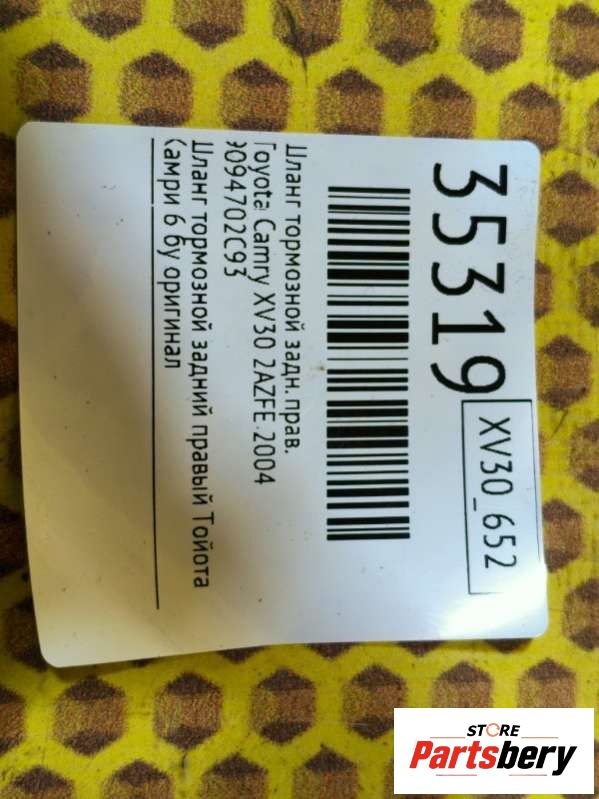 35319
XV30_652
Шланг тормозной задн. прав.
Toyota Camry XV30 2AZFE 2004
9094702C93
Шланг тормозной задний правый Тойота
Камри 6 бу оригинал
STORE
Partsbery